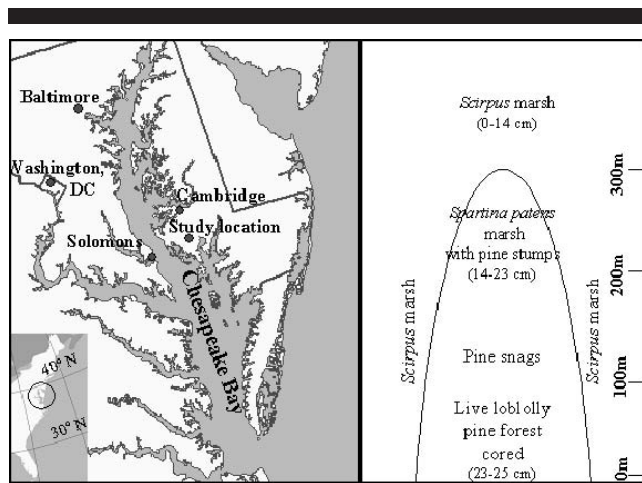 Baltimore
Washington,
DC
Cambridge
Study location
Solomons
Chesapeake Bay
40° N
30° N
Scirpus marsh
(0-14 cm)
Spartina patens
marsh
with pine stumps
(14-23 cm)
Scirpus marsh
Scirpus marsh
Pine snags
Live loblolly
pine forest
cored
(23-25 cm)
300m
200m
100m
0m